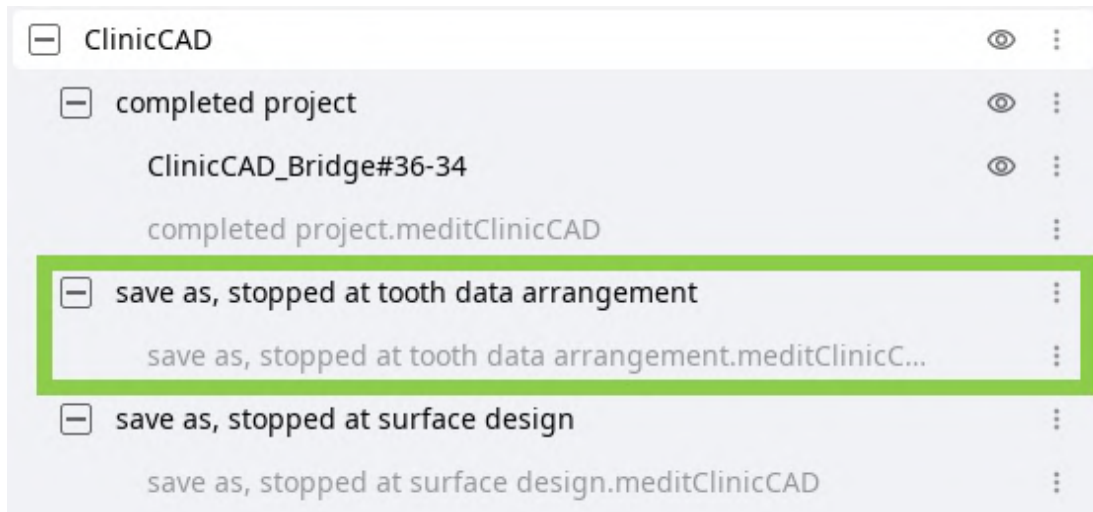 ClinicCAD
completed project
ClinicCAD_Bridge#36-34
completed project.meditClinicCAD
save as, stopped at tooth data arrangement
save as, stopped at tooth data arrangement.meditClinicC...
save as, stopped at surface design
save as, stopped at surface design.meditClinicCAD